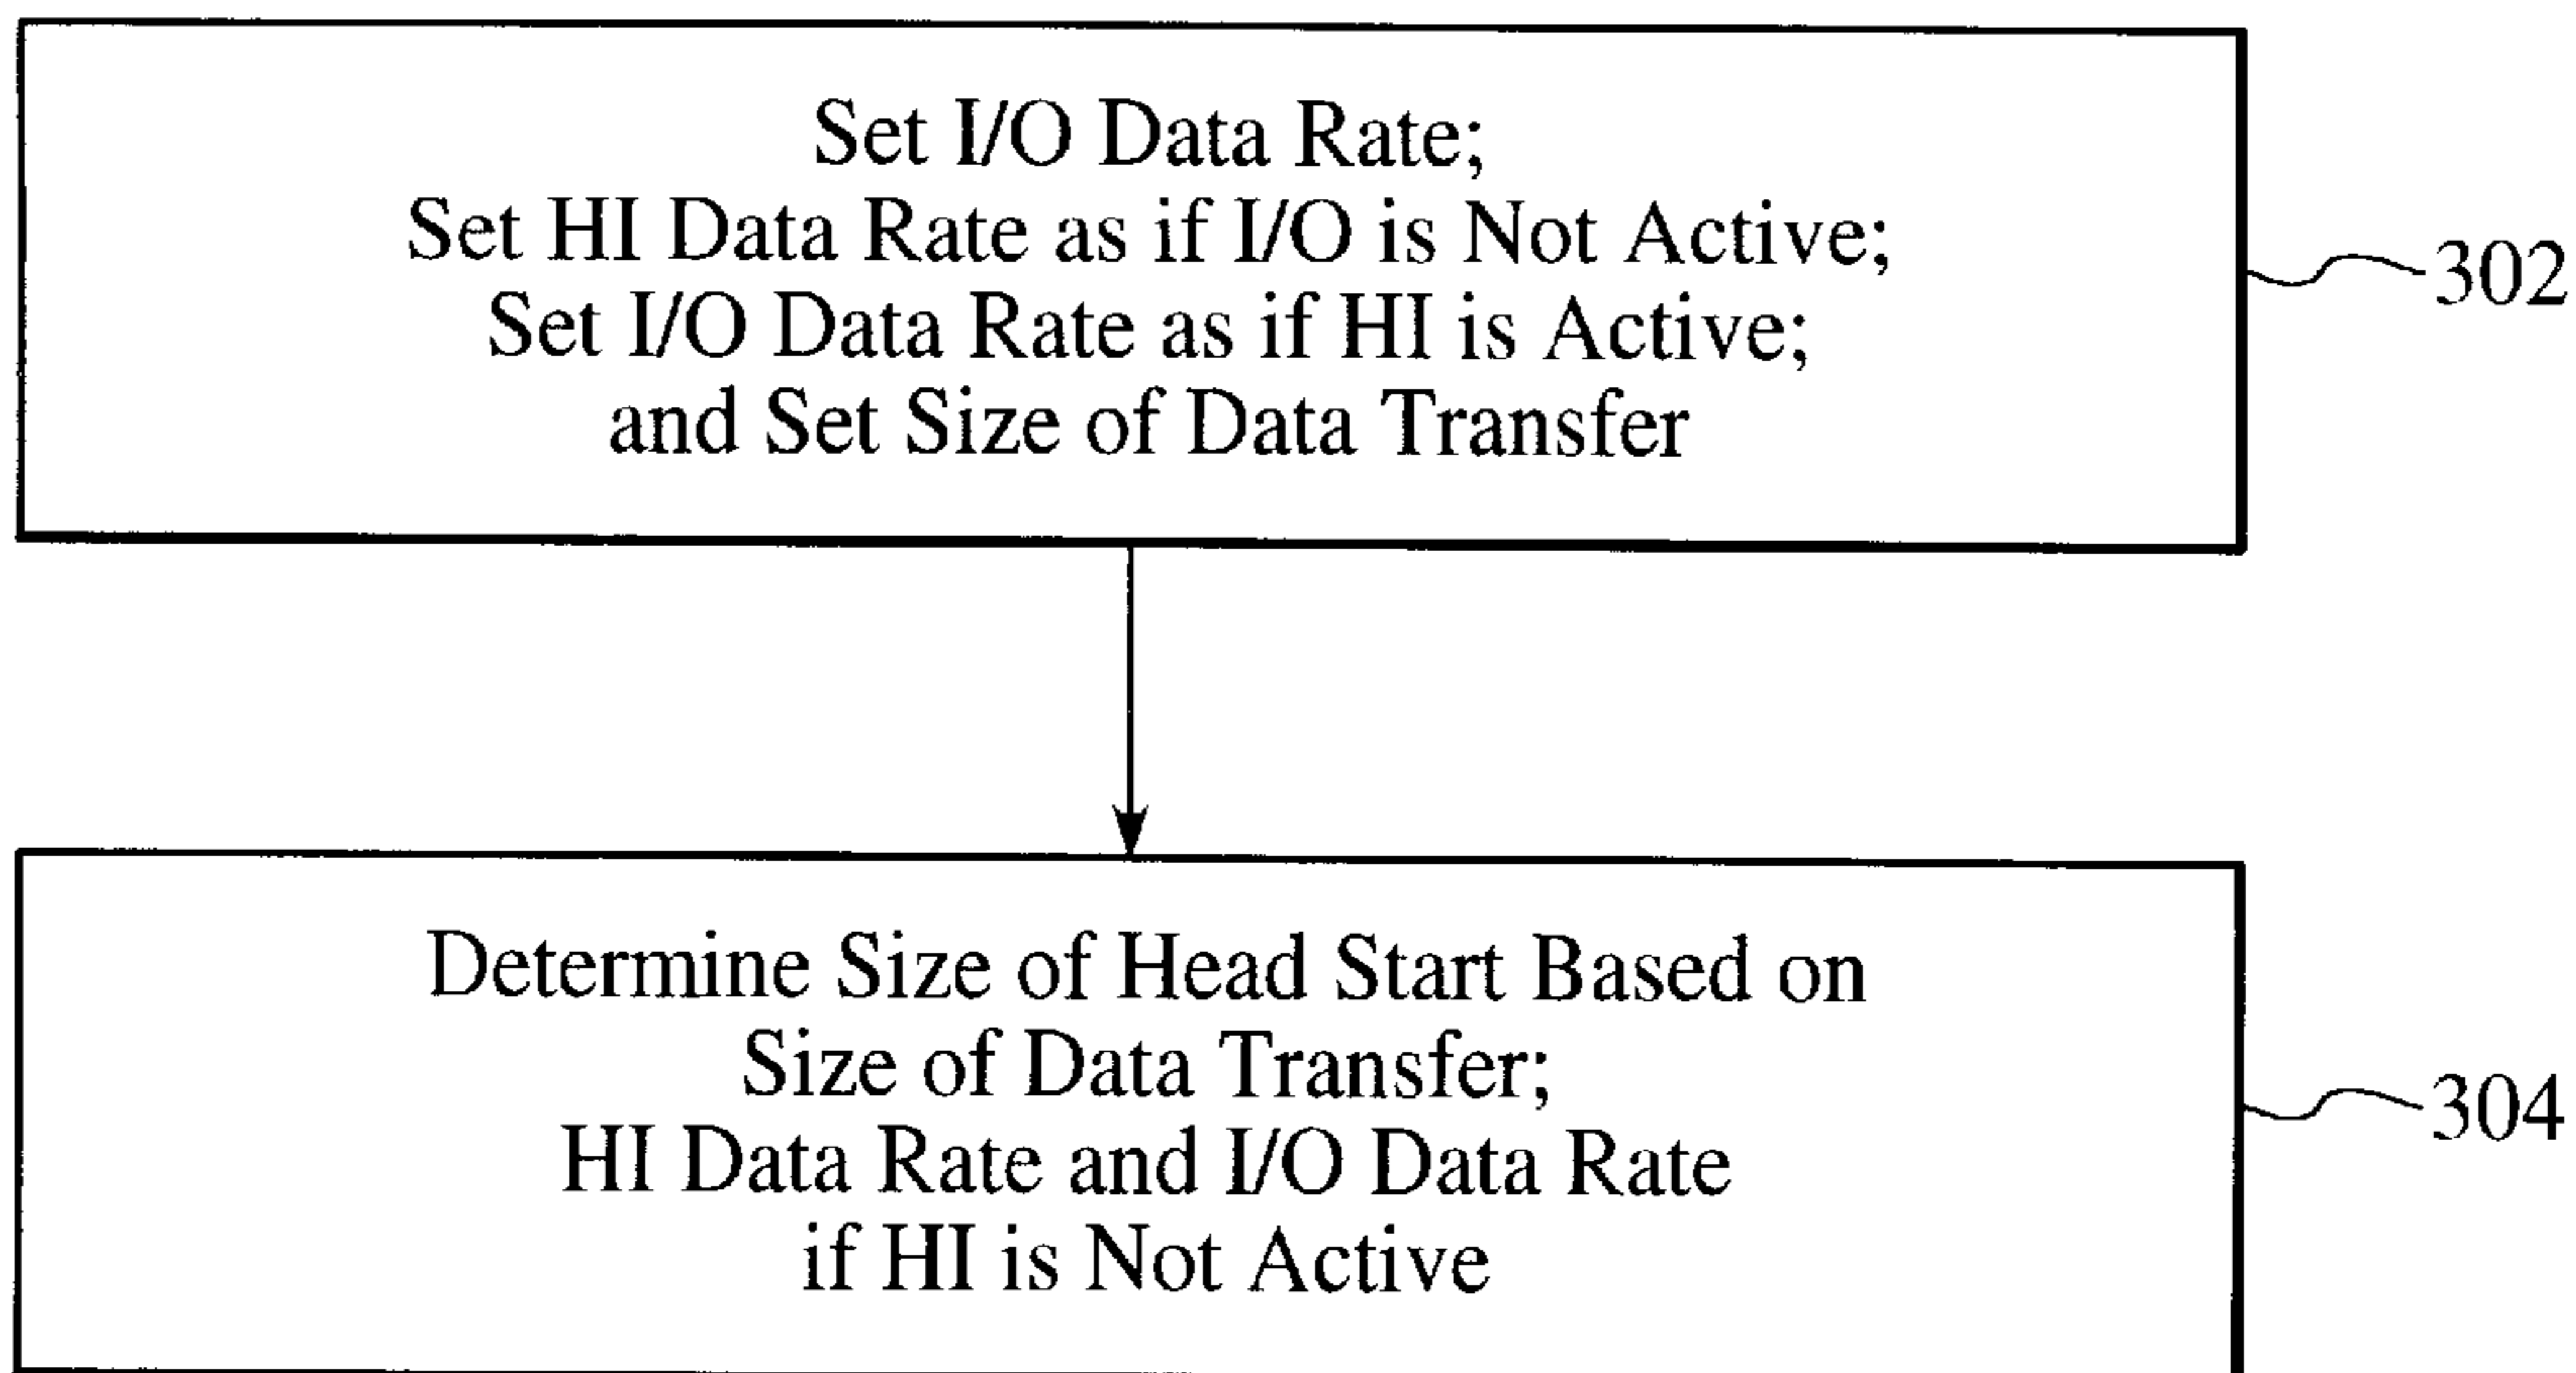 Set I/O Data Rate;
Set HI Data Rate as if I/O is Not Active;
Set I/O Data Rate as if HI is Active;
and Set Size of Data Transfer
302
Determine Size of Head Start Based on
Size of Data Transfer;
HI Data Rate and I/O Data Rate
if HI is Not Active
304